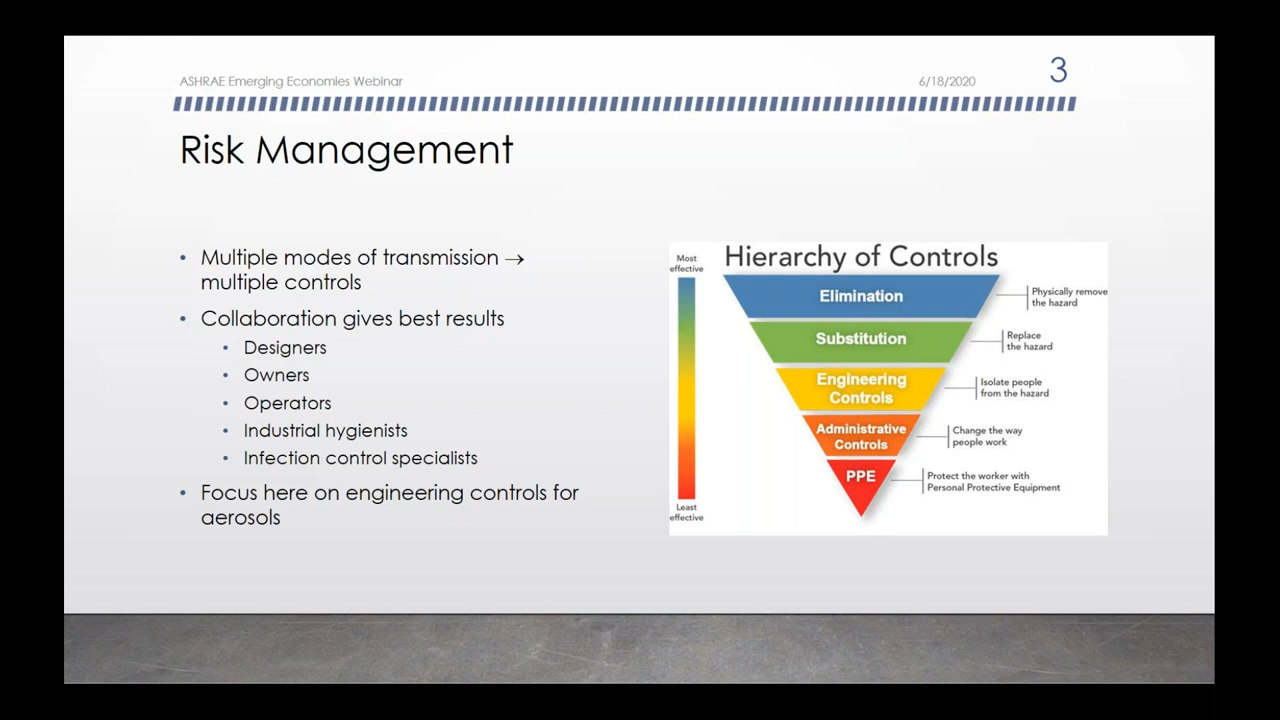 ASHRAE Emerging Economies Webinar
6/18/2020
3
Risk Management
• Multiple modes of transmission →
multiple controls
• Collaboration gives best results
• Designers
• Owners
• Operators
• Industrial hygienists
• Infection control specialists
• Focus here on engineering controls for
aerosols
Hierarchy of Controls
Most
effective
Elimination
Physically remove
the hazard
Substitution
Replace
the hazard
Engineering
Controls
Isolate people
from the hazard
Administrative
Controls
Change the way
people work
PPE
Protect the worker with
Personal Protective Equipment
Least
effective